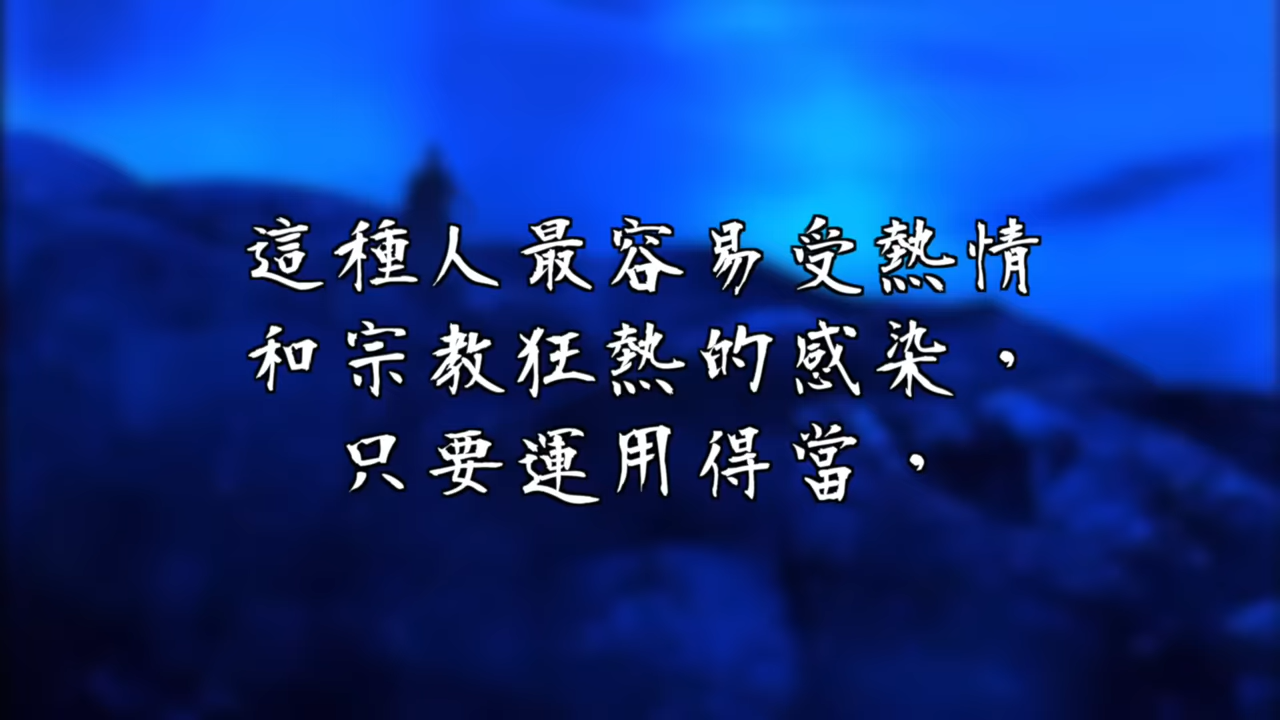 這種人最容易受熱情
和宗教狂熱的感染，
只要運用得當，